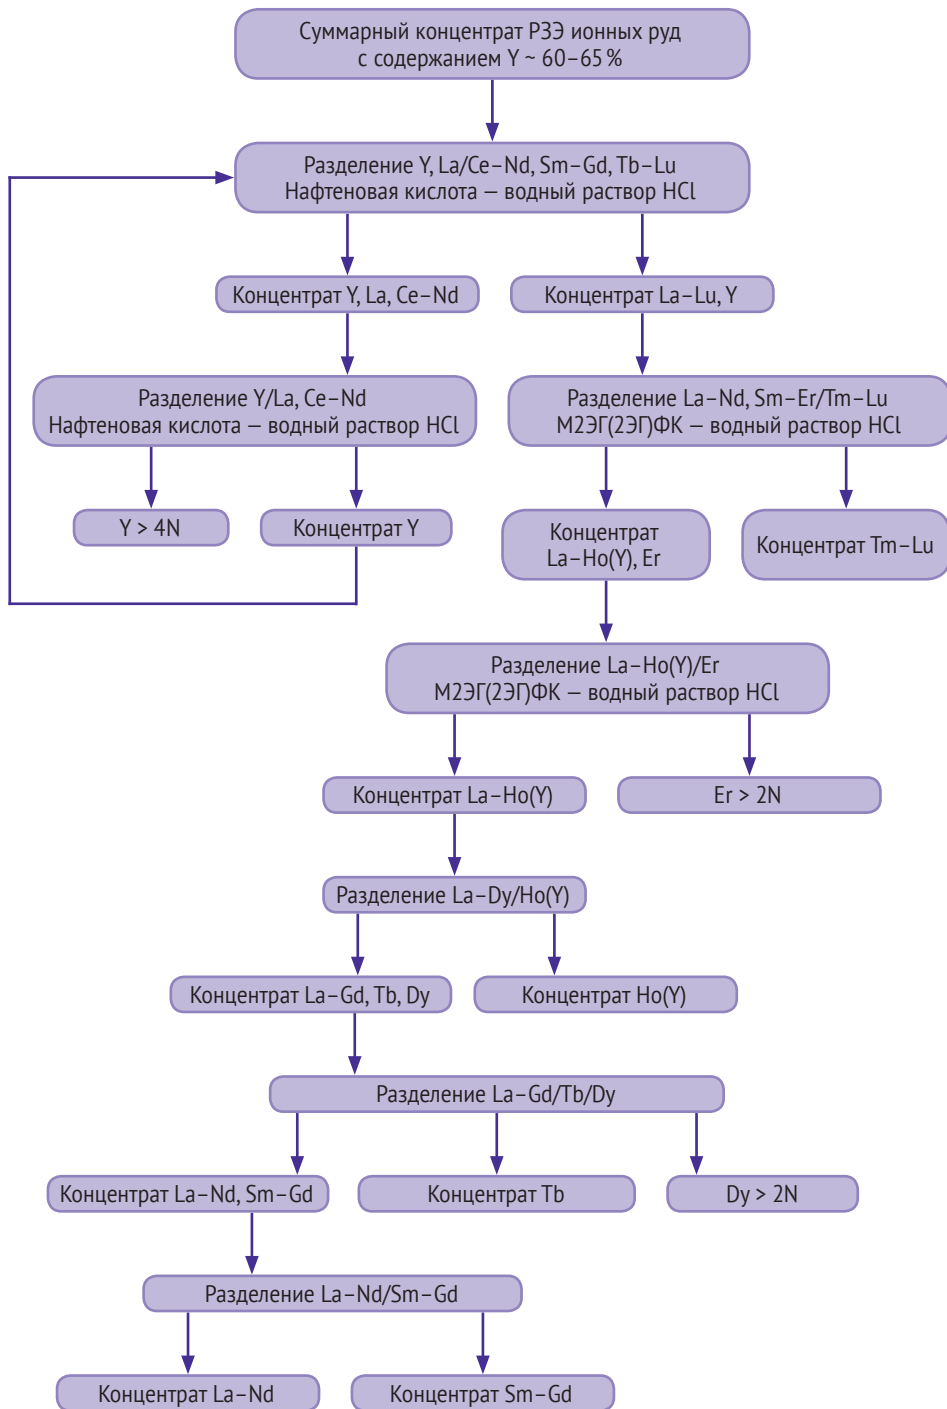 Суммарный концентрат РЗЭ ионных руд
с содержанием Y ~ 60–65 %
Разделение Y, La/Ce–Nd, Sm–Gd, Tb–Lu
Нафтеновая кислота — водный раствор HCl
Концентрат Y, La, Ce–Nd
Концентрат La–Lu, Y
Разделение Y/La, Ce–Nd
Нафтеновая кислота — водный раствор HCl
Разделение La–Nd, Sm–Er/Tm–Lu
М2ЭГ(2ЭГ)ФК — водный раствор HCl
Y > 4N
Концентрат Y
Концентрат
La–Ho(Y), Er
Концентрат Tm–Lu
Разделение La–Ho(Y)/Er
М2ЭГ(2ЭГ)ФК — водный раствор HCl
Концентрат La–Ho(Y)
Er > 2N
Разделение La–Dy/Ho(Y)
Концентрат La–Gd, Tb, Dy
Концентрат Ho(Y)
Разделение La–Gd/Tb/Dy
Концентрат La–Nd, Sm–Gd
Концентрат Tb
Dy > 2N
Разделение La–Nd/Sm–Gd
Концентрат La–Nd
Концентрат Sm–Gd